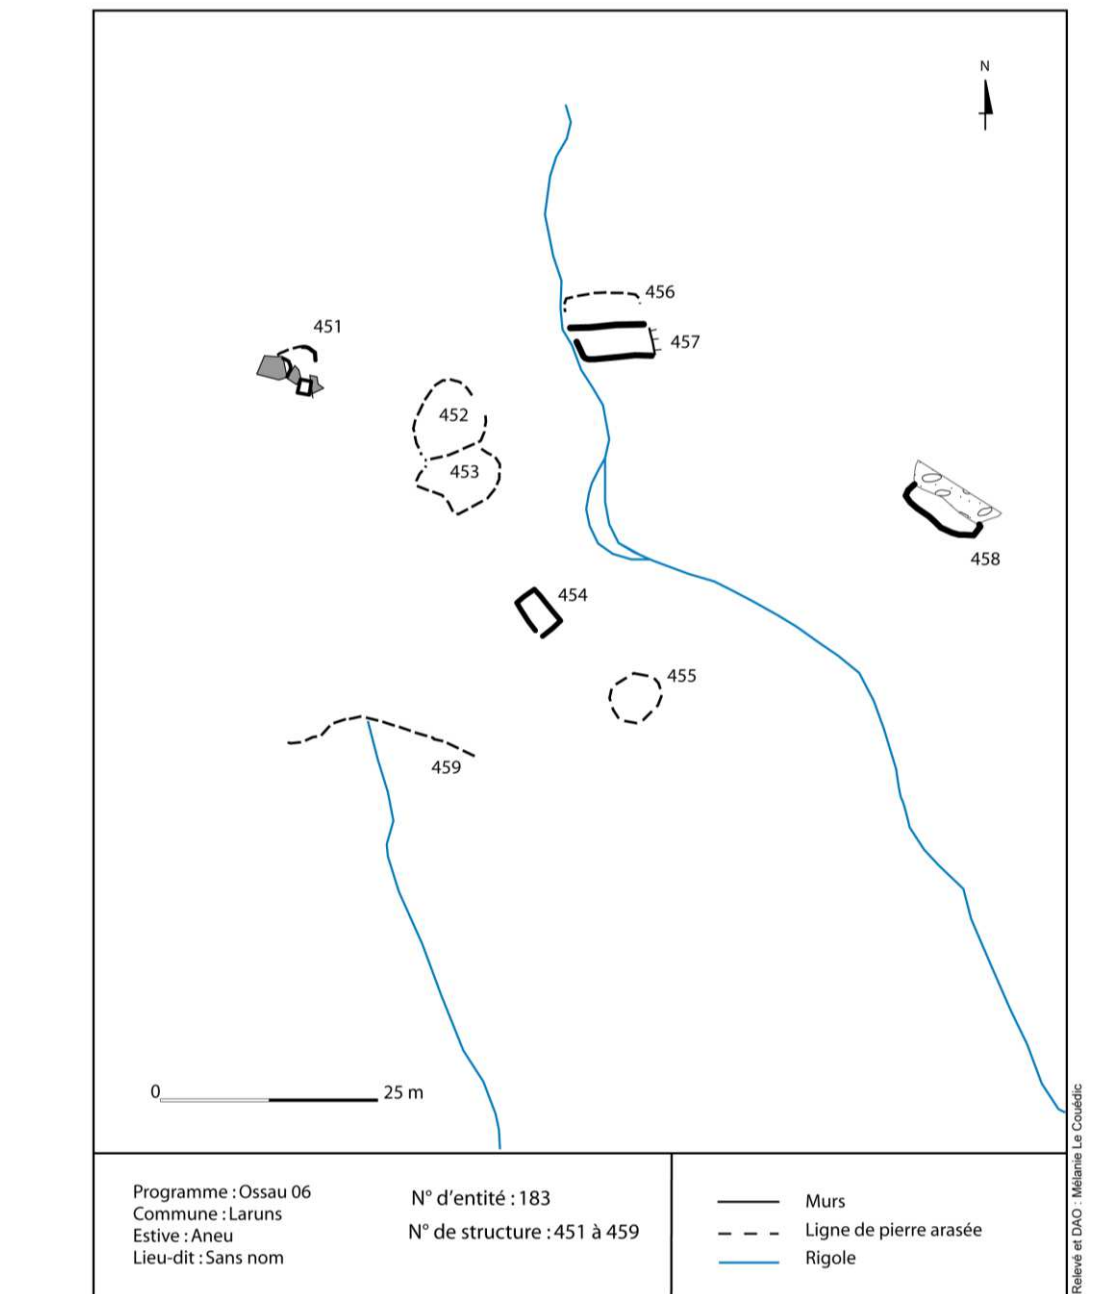 N
456
451
457
452
453
458
454
455
459
0 25 m
Programme : Ossau 06
Commune : Laruns
Estive : Aneu
Lieu-dit : Sans nom
N° d'entité : 183
N° de structure : 451 à 459
Murs
Ligne de pierre arasée
Rigole
Relevé et DAO : Mélanie Le Couédic